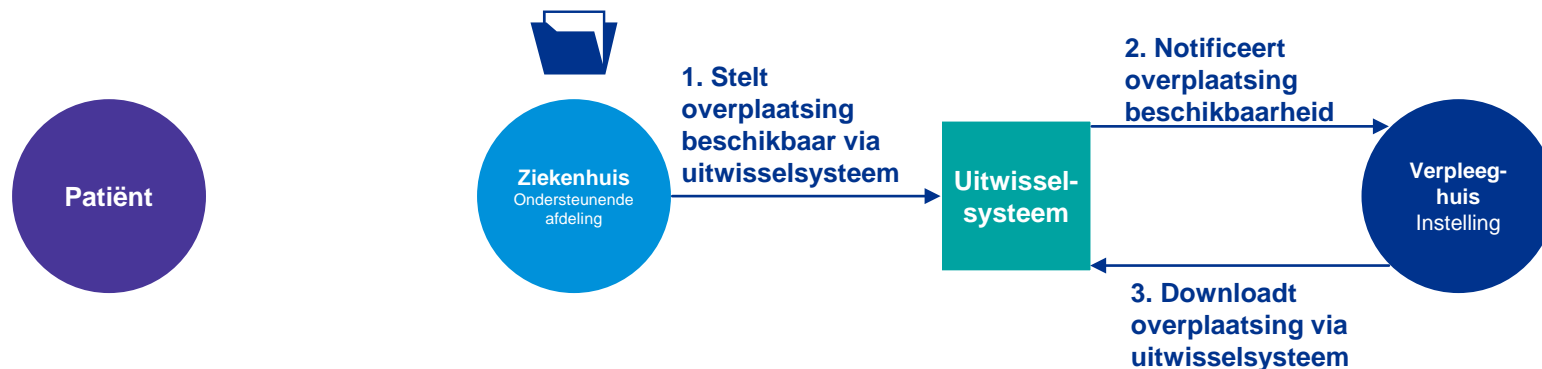 Patiënt
Ziekenhuis
Ondersteunende
afdeling
1. Stelt
overplaatsing
beschikbaar via
uitwisselsysteem
Uitwissel-
systeem
2. Notificeert
overplaatsing
beschikbaarheid
Verpleeg-
huis
Instelling
3. Downloadt
overplaatsing via
uitwisselsysteem